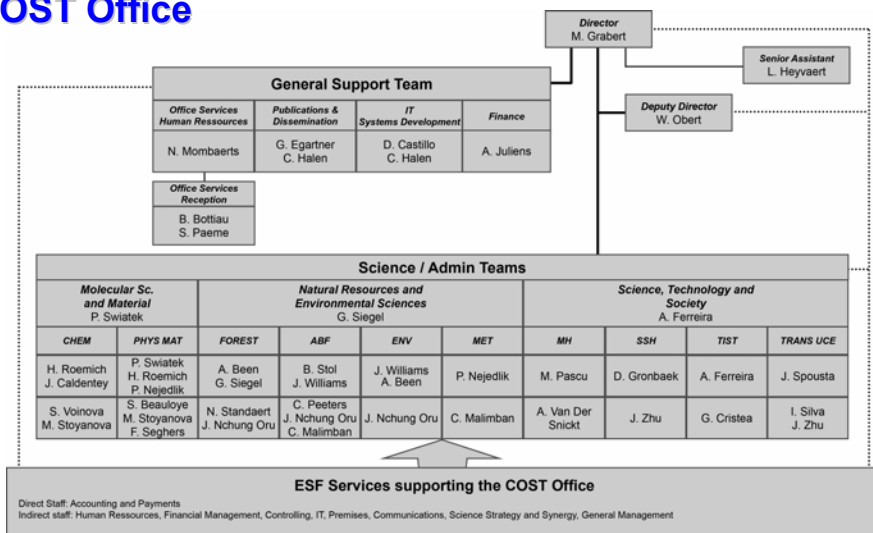 OST Office
Director
M. Grabert
Senior Assistant
L. Heyvaert
General Support Team
Deputy Director
W. Obert
Office Services
Human Ressources
Publications &
Dissemination
IT
Systems Development
Finance
N. Mombaerts
G. Egartner
C. Halen
D. Castillo
C. Halen
A. Juliens
Office Services
Reception
B. Bottiau
S. Paeme
Science / Admin Teams
Molecular Sc.
and Material
P. Swiatek
Natural Resources and
Environmental Sciences
G. Siegel
Science, Technology and
Society
A. Ferreira
CHEM
PHYS MAT
FOREST
ABF
ENV
MET
MH
SSH
TIST
TRANS UCE
H. Roemich
J. Caldentey
P. Swiatek
H. Roemich
P. Nejedlik
A. Been
G. Siegel
B. Stol
J. Williams
J. Williams
A. Been
P. Nejedlik
M. Pascu
D. Gronbaek
A. Ferreira
J. Spousta
S. Voinova
M. Stoyanova
S. Beauloye
M. Stoyanova
F. Seghers
N. Standaert
J. Nchung Oru
C. Peeters
J. Nchung Oru
C. Malimban
J. Nchung Oru
C. Malimban
A. Van Der
Snickt
J. Zhu
G. Cristea
I. Silva
J. Zhu
ESF Services supporting the COST Office
Direct Staff: Accounting and Payments
Indirect staff: Human Ressources, Financial Management, Controlling, IT, Premises, Communications, Science Strategy and Synergy, General Management